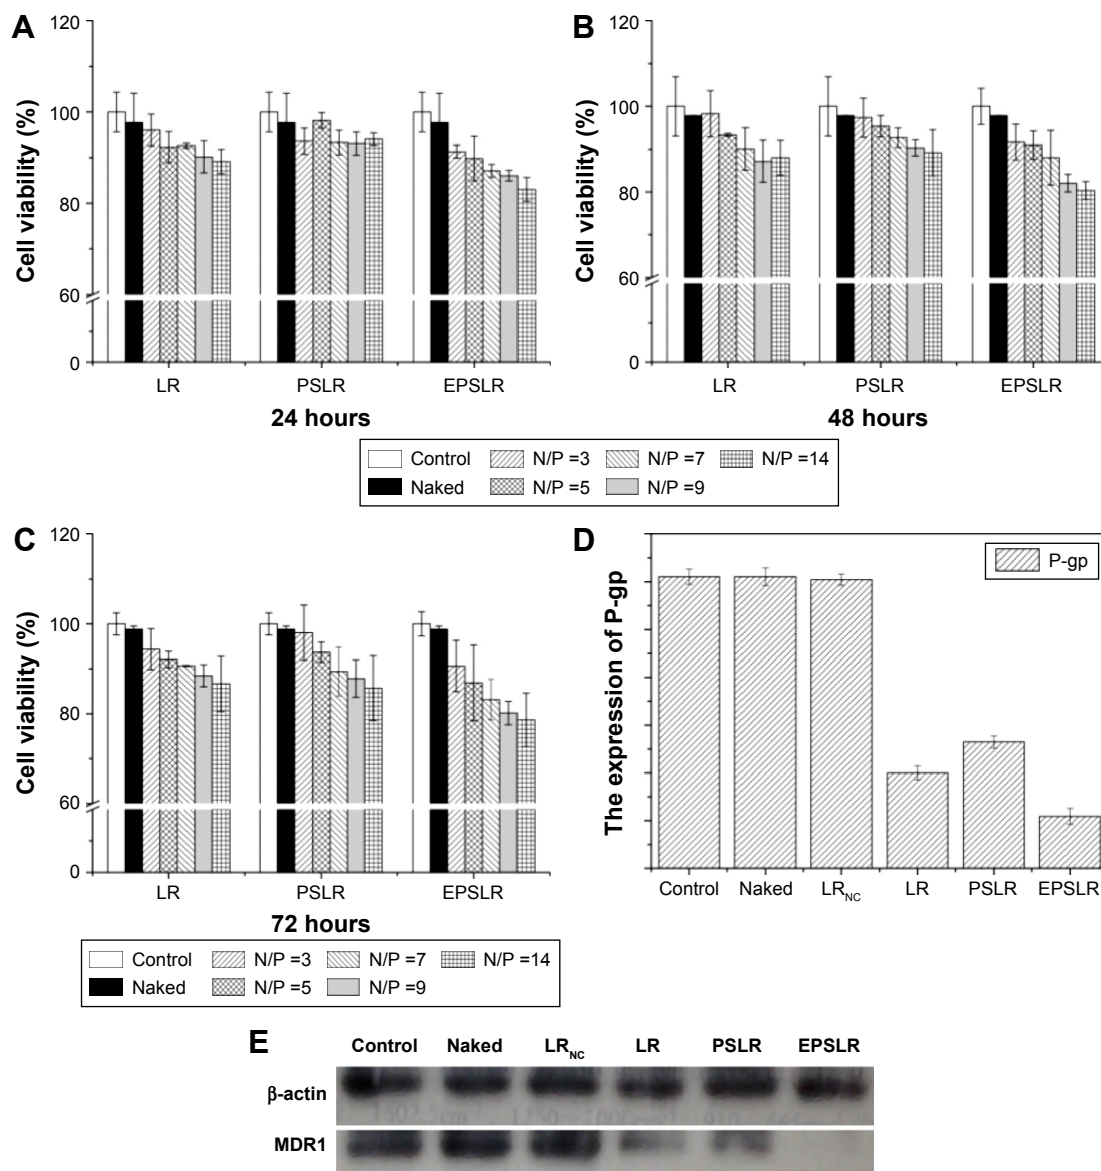 A
120
100
80
60
0
Cell viability (%)
LR PSLR EPSLR
24 hours
B
120
100
80
60
0
Cell viability (%)
LR PSLR EPSLR
48 hours
Control N/P =3 N/P =7 N/P =14
Naked N/P =5 N/P =9
C
120
100
80
60
0
Cell viability (%)
LR PSLR EPSLR
72 hours
Control N/P =3 N/P =7 N/P =14
Naked N/P =5 N/P =9
D
The expression of P-gp
P-gp
Control Naked LRNC LR PSLR EPSLR
E
Control Naked LRNC LR PSLR EPSLR
β-actin
MDR1